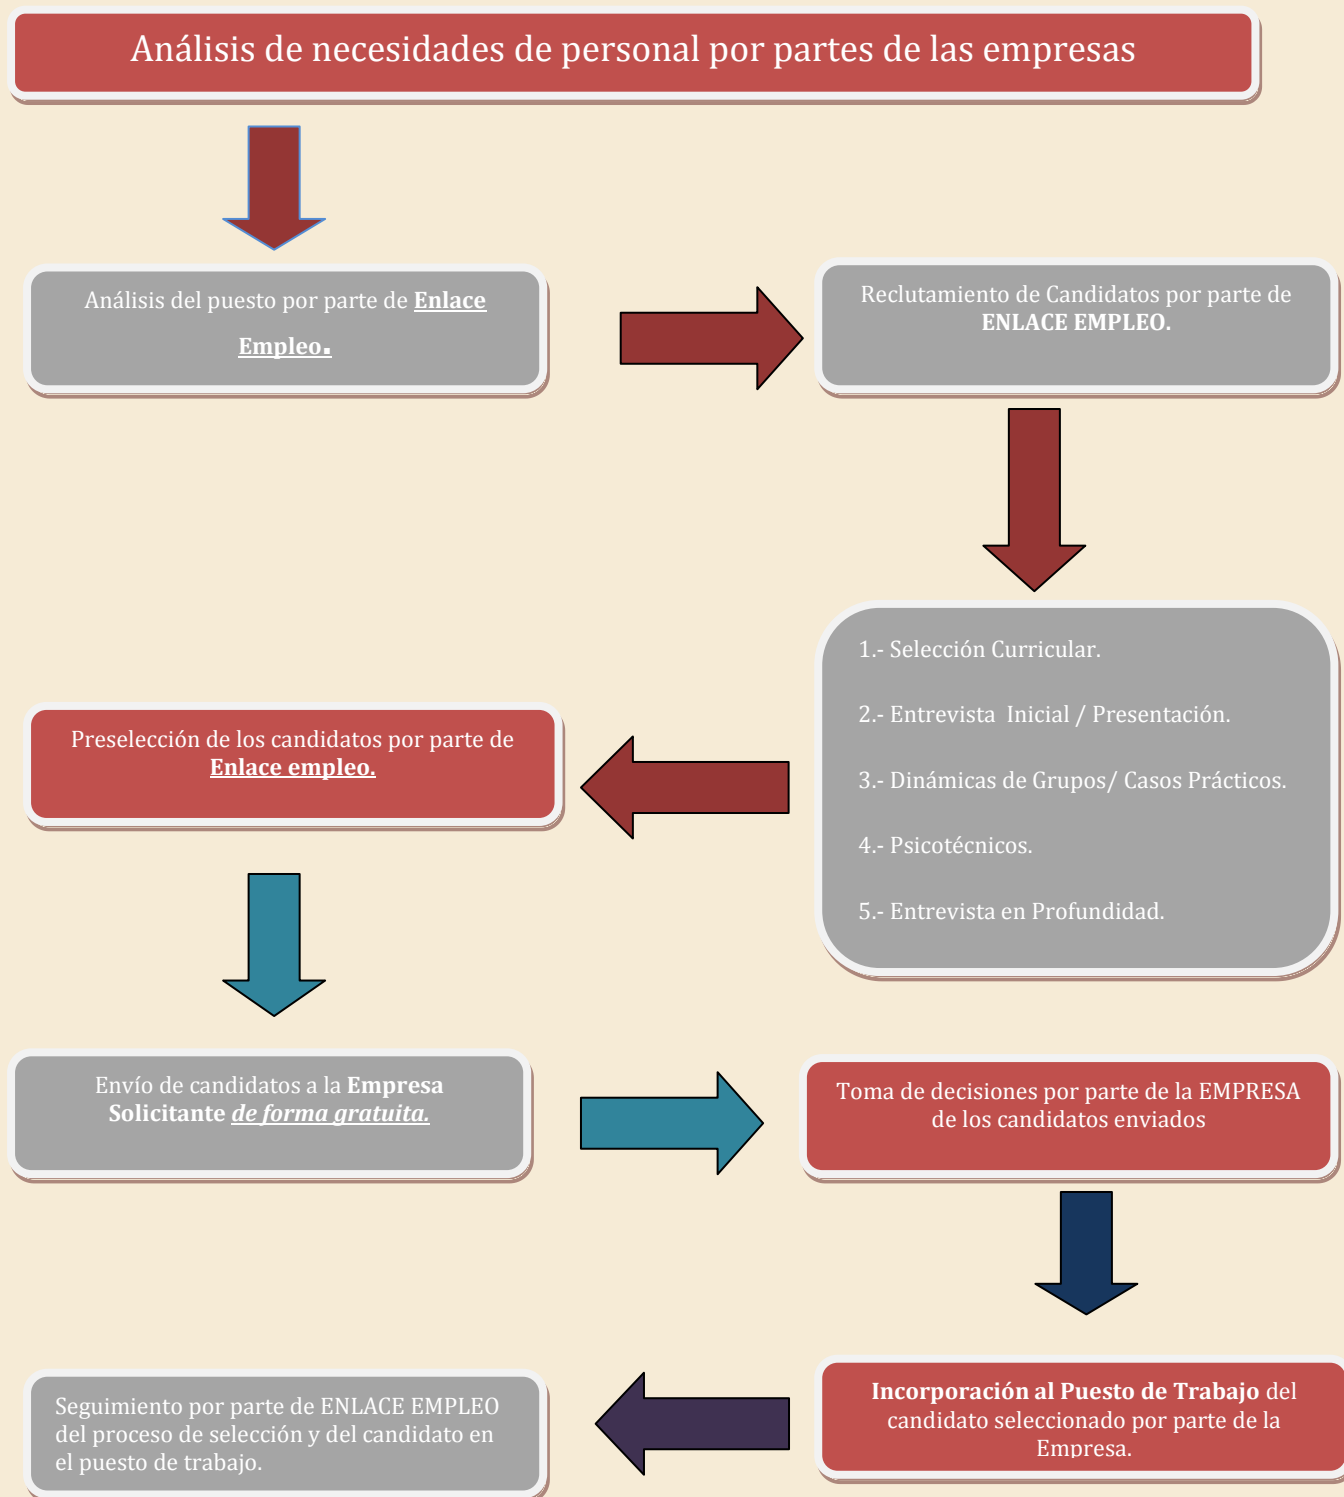 Análisis de necesidades de personal por partes de las empresas
Análisis del puesto por parte de Enlace
Empleo.
Reclutamiento de Candidatos por parte de
ENLACE EMPLEO.
1.- Selección Curricular.
2.- Entrevista  Inicial / Presentación.
3.- Dinámicas de Grupos/ Casos Prácticos.
4.- Psicotécnicos.
5.- Entrevista en Profundidad.
Preselección de los candidatos por parte de
Enlace empleo.
Envío de candidatos a la Empresa
Solicitante de forma gratuita.
Toma de decisiones por parte de la EMPRESA
de los candidatos enviados
Incorporación al Puesto de Trabajo del
candidato seleccionado por parte de la
Empresa.
Seguimiento por parte de ENLACE EMPLEO
del proceso de selección y del candidato en
el puesto de trabajo.